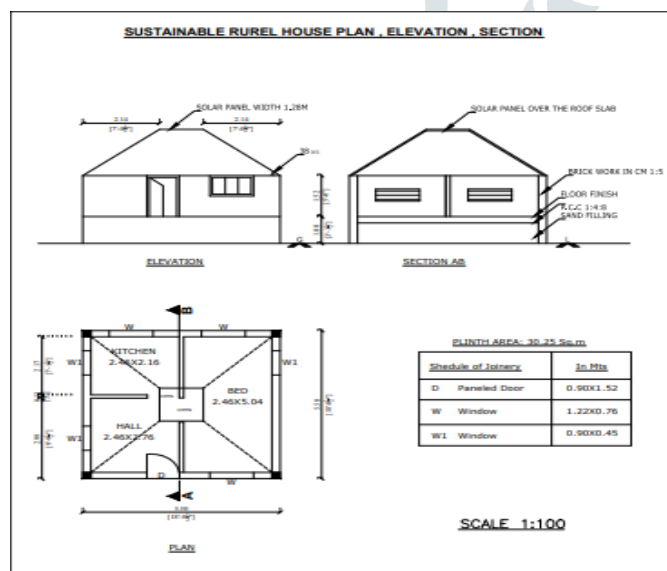 SUSTAINABLE RUREL HOUSE PLAN , ELEVATION , SECTION
SOLAR PANEL WIDTH 1.28M
SOLAR PANEL OVER THE ROOF SLAB
2.16
2.16
BRICK WORK IN CM 1:5
FLOOR FINISH
P.C.C 1:4:8
SAND FILLING
G
L
ELEVATION
SECTION AB
B
W
W
KITCHEN
2.46X2.16
W1
W1
BED
2.46X5.04
HALL
2.46X2.76
W1
D
W
A
PLAN
PLINTH AREA: 30.25 Sq.m
Shedule of Joinery
In Mts
D Paneled Door
0.90X1.52
W Window
1.22X0.76
W1 Window
0.90X0.45
SCALE 1:100